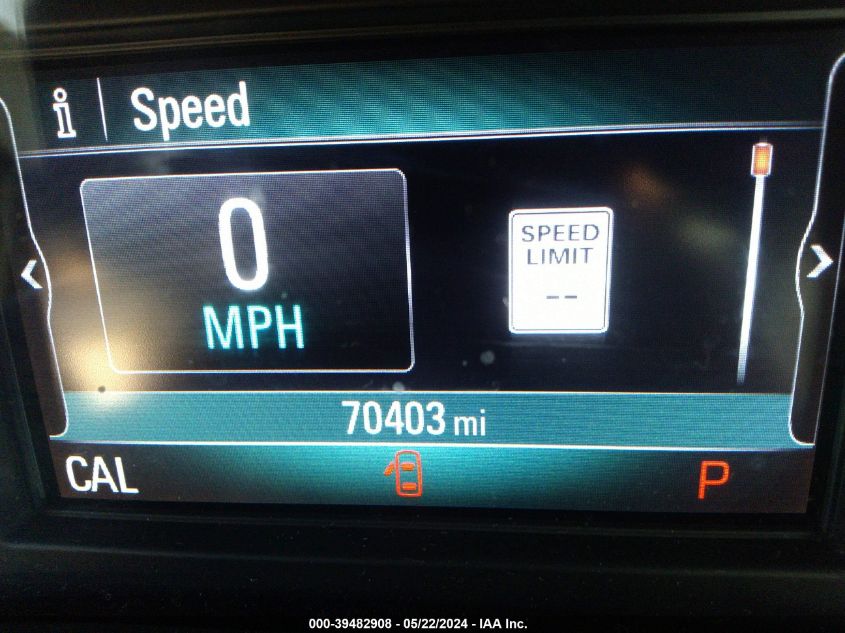 i Speed
0
MPH
SPEED
LIMIT
--
70403 mi
CAL
P
000-39482908 - 05/22/2024 - IAA Inc.